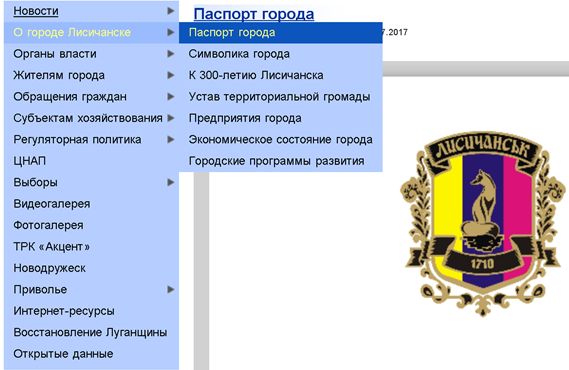 Новости
О городе Лисичанске
Органы власти
Жителям города
Обращения граждан
Субъектам хозяйствования
Регуляторная политика
ЦНАП
Выборы
Видеогалерея
Фотогалерея
ТРК «Акцент»
Новодружеск
Приволье
Интернет-ресурсы
Восстановление Луганщины
Открытые данные
Паспорт города
Паспорт города
7.2017
Символика города
К 300-летию Лисичанска
Устав территориальной громады
Предприятия города
Экономическое состояние города
Городские программы развития
ЛИСИЧАНСЬК
1710